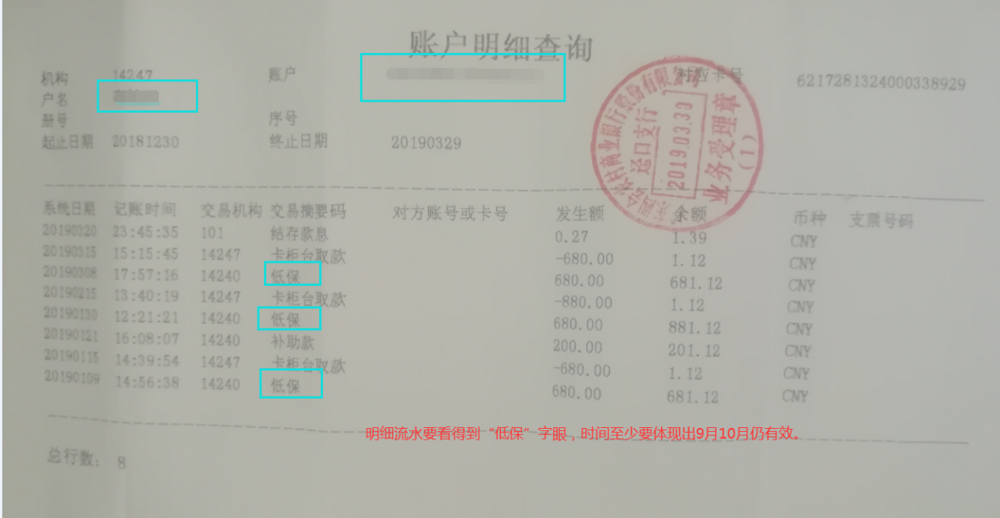 账户明细查询
机构 14247 账户 对应卡号 6217281324000338929
户名
册号 序号
起止日期 20181230 终止日期 20190329
农村商业银行股份有限公司
迳口支行
2019.03.30
业务受理章
(1)
系统日期 记账时间 交易机构 交易摘要码 对方账号或卡号 发生额 余额 币种 支票号码
20190320 23:45:35 101 结存款息 0.27 1.39 CNY
20190315 15:15:45 14247 卡柜台取款 -680.00 1.12 CNY
20190308 17:57:16 14240 低保 680.00 681.12 CNY
20190215 13:40:19 14247 卡柜台取款 -880.00 1.12 CNY
20190130 12:21:21 14240 低保 680.00 881.12 CNY
20190121 16:08:07 14240 补助款 200.00 201.12 CNY
20190115 14:39:54 14247 卡柜台取款 -680.00 1.12 CNY
20190109 14:56:38 14240 低保 680.00 681.12 CNY
明细流水要看得到“低保”字眼，时间至少要体现出9月10月仍有效。
总行数: 8